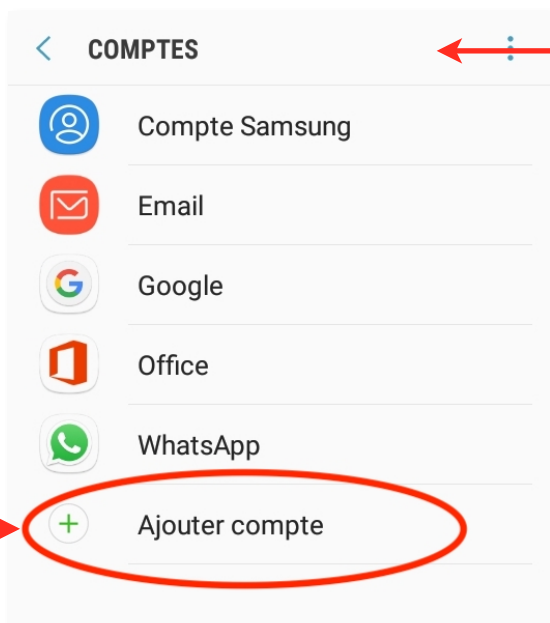 COMPTES
Compte Samsung
Email
Google
Office
WhatsApp
Ajouter compte